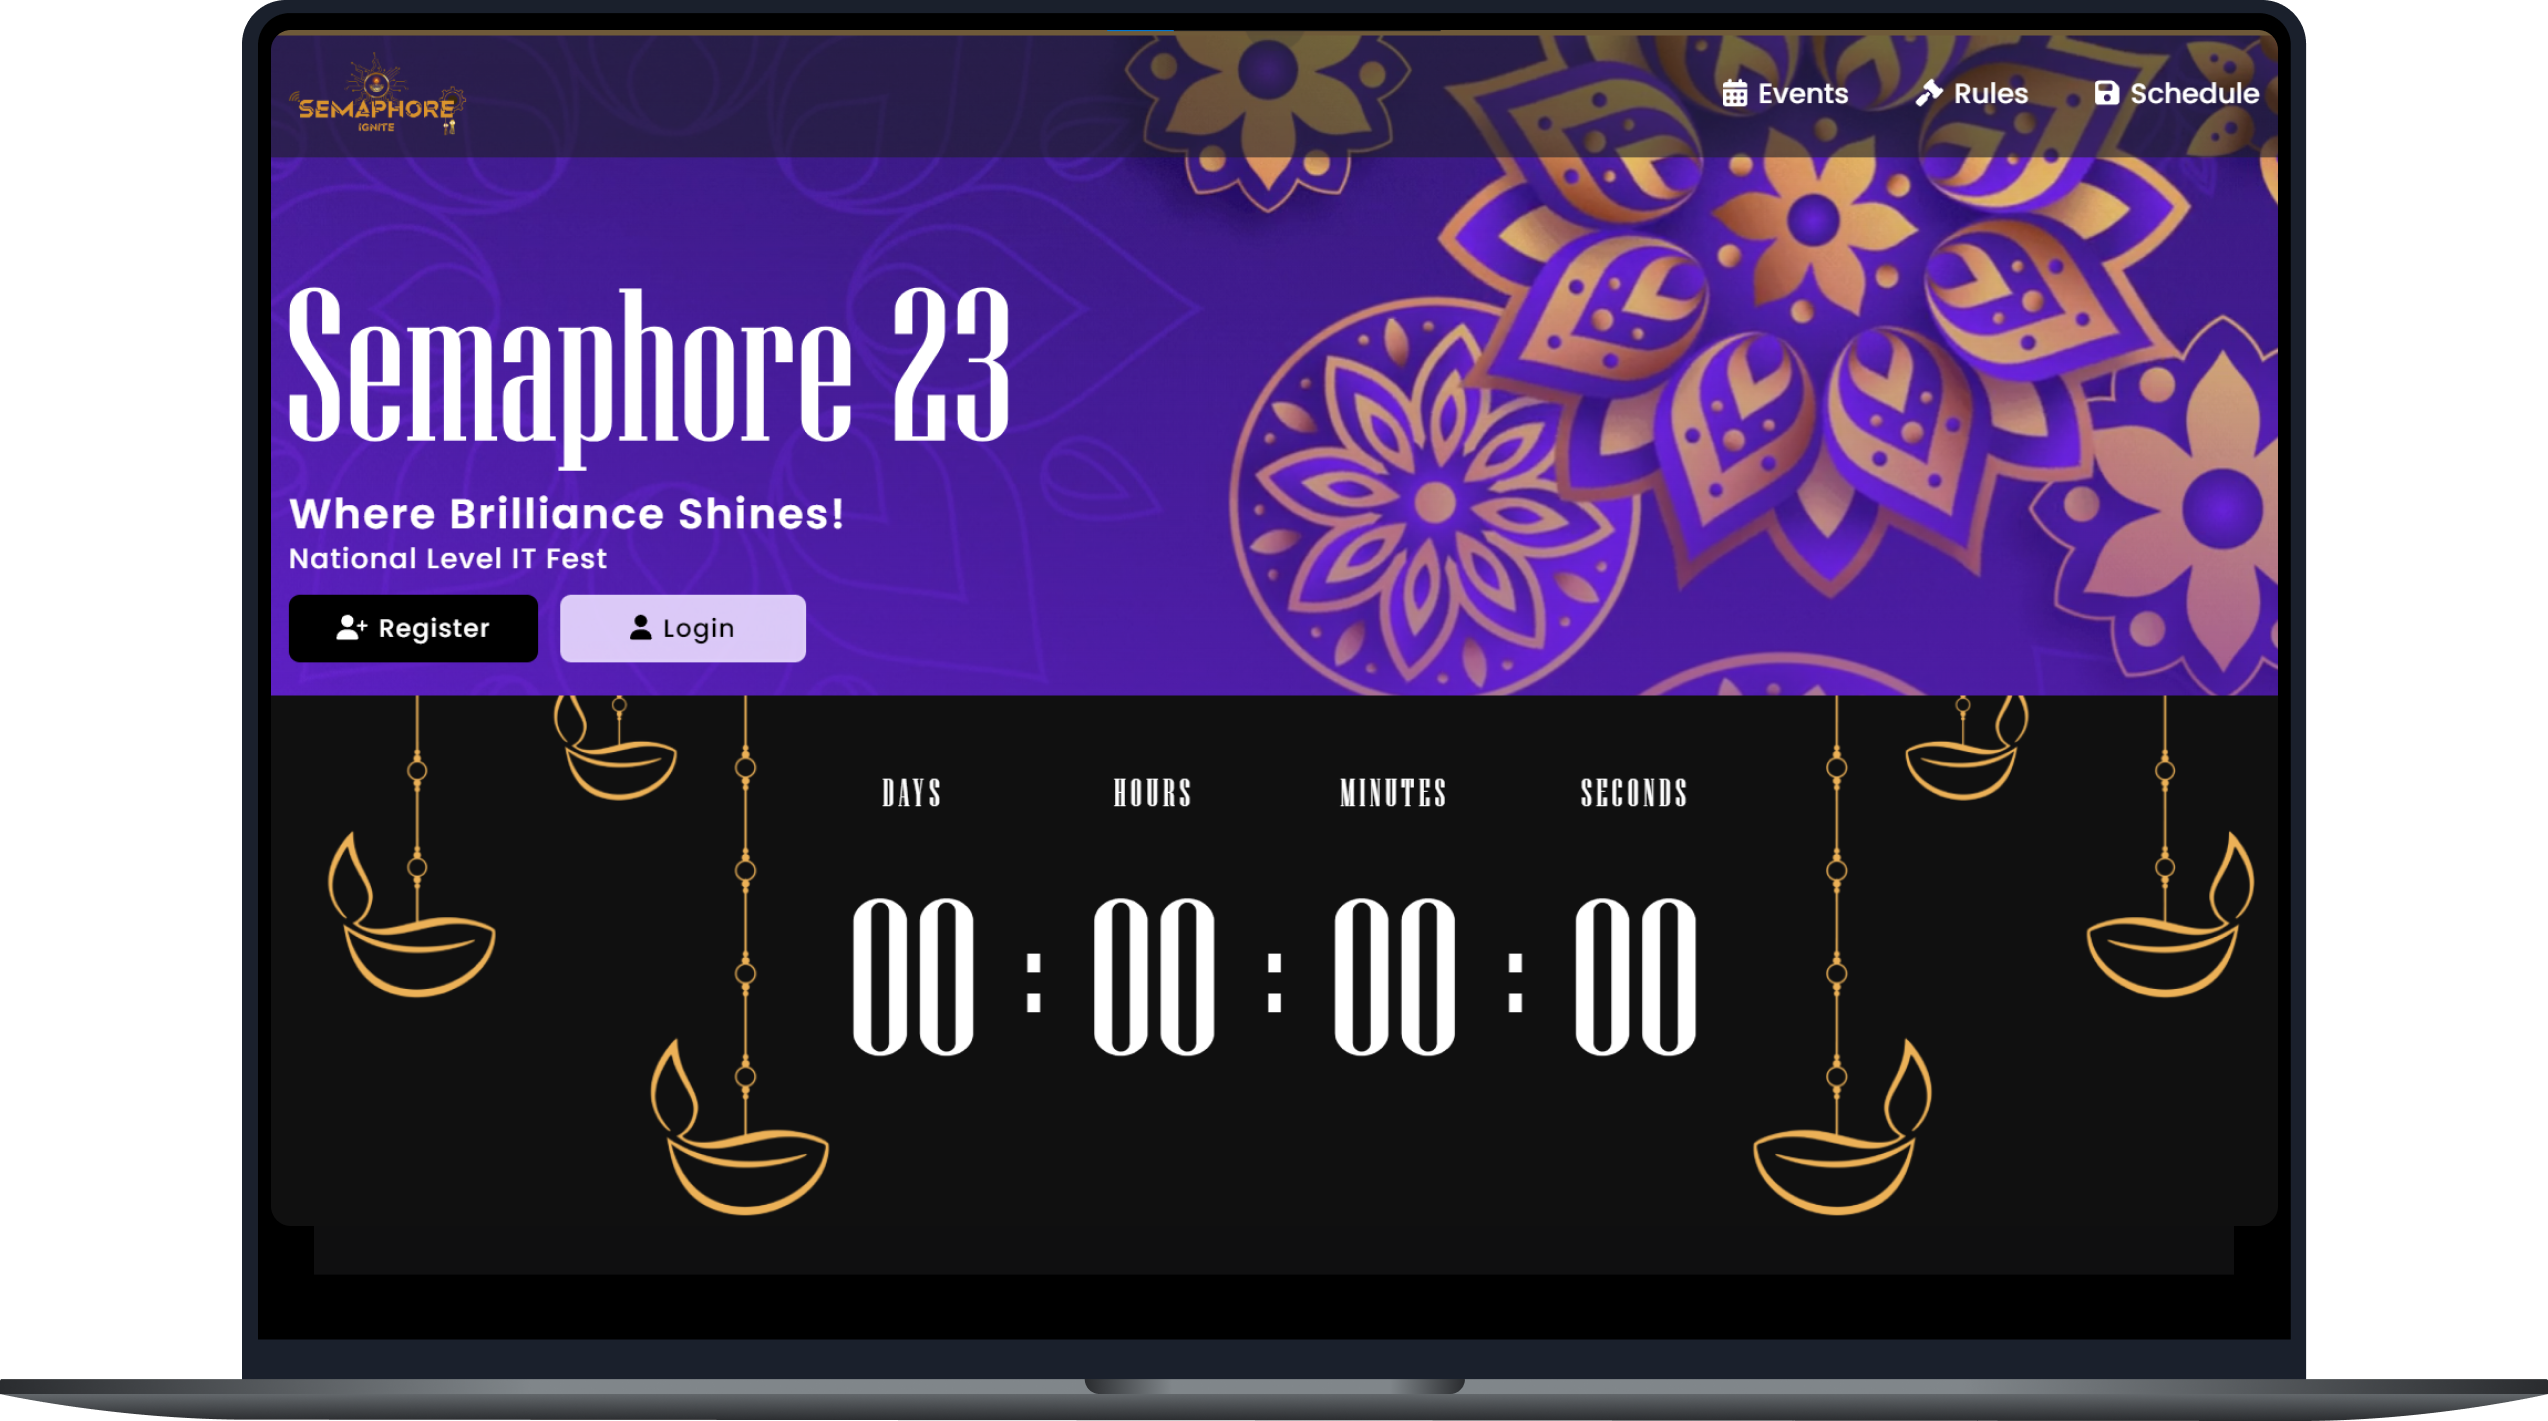 SEMAPHORE
IGNITE
Events Rules Schedule
Semaphore 23
Where Brilliance Shines!
National Level IT Fest
Register Login
DAYS HOURS MINUTES SECONDS
00 : 00 : 00 : 00